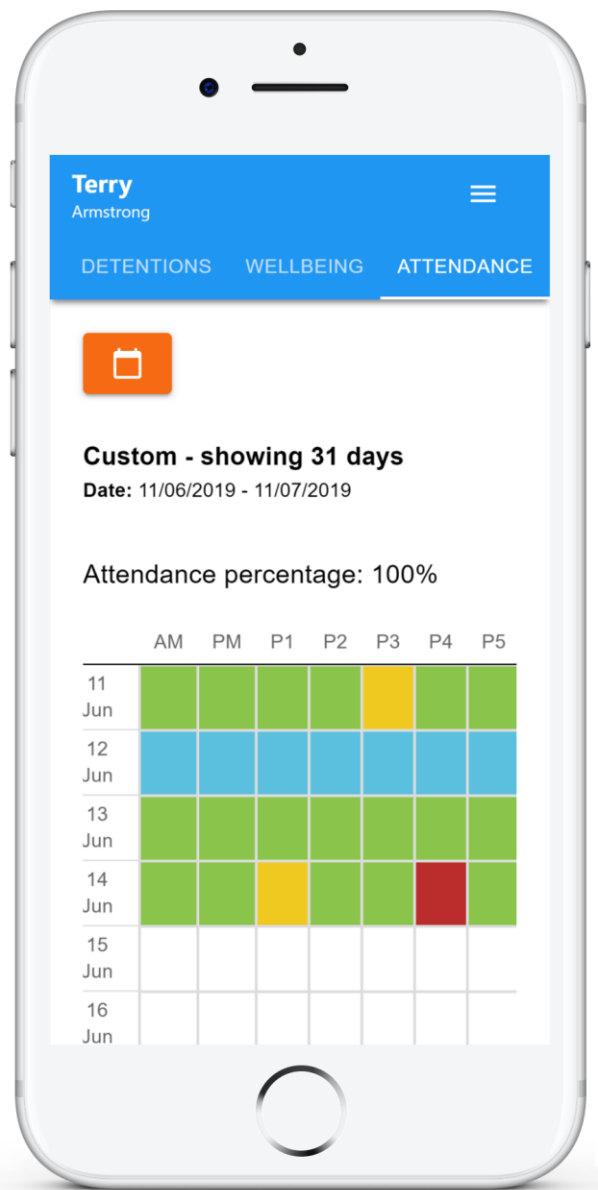 Terry
Armstrong
DETENTIONS WELLBEING ATTENDANCE
Custom - showing 31 days
Date: 11/06/2019 - 11/07/2019
Attendance percentage: 100%
AM PM P1 P2 P3 P4 P5
11
Jun
12
Jun
13
Jun
14
Jun
15
Jun
16
Jun